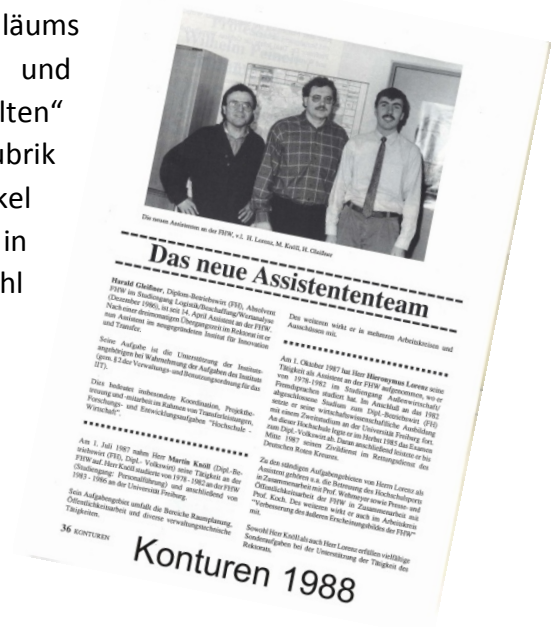 läums
und
lten“
ubrik
kel
in
hl
Die neuen Assistenten an der FHW, v.l. H. Lorenz, M. Knöll, H. Gleißner
Das neue Assistententeam
Harald Gleißner, Diplom-Betriebswirt (FH), Absolvent
FHW im Studiengang Logistik/Beschaffung/Wertanalyse
(Dezember 1986), ist seit 14. April Assistent an der FHW.
Nach einer dreimonatigen Übergangszeit im Rektorat ist er
nun Assistent im neugegründeten Institut für Innovation
und Transfer.
Seine Aufgabe ist die Unterstützung der Instituts-
angehörigen bei Wahrnehmung der Aufgaben des Institute
(gem. § 2 der Verwaltungs- und Benutzungsordnung für das
IIT).
Dies bedeutet insbesondere Koordination, Projektbe-
treuung und -mitarbeit im Rahmen von Transferleistungen,
Forschungs- und Entwicklungsaufgaben "Hochschule -
Wirtschaft".
Am 1. Juli 1987 nahm Herr Martin Knöll (Dipl.-Be-
triebswirt (FH), Dipl.- Volkswirt) seine Tätigkeit an der
FHW auf. Herr Knöll studierte von 1978 - 1982 an der FHW
(Studiengang: Personalführung) und anschließend von
1983 - 1986 an der Universität Freiburg.
Sein Aufgabengebiet umfaßt die Bereiche Raumplanung,
Öffentlichkeitsarbeit und diverse verwaltungstechnische
Tätigkeiten.
36 KONTUREN
Des weiteren wirkt er in mehreren Arbeitskreisen und
Ausschüssen mit.
Am 1. Oktober 1987 hat Herr Hieronymus Lorenz seine
Tätigkeit als Assistent an der FHW aufgenommen, wo er
von 1978-1982 im Studiengang Außenwirtschaft/
Fremdsprachen studiert hat. Im Anschluß an das 1982
abgeschlossene Studium zum Dipl.-Betriebswirt (FH)
setzte er seine wirtschaftswissenschaftliche Ausbildung
mit einem Zweitstudium an der Universität Freiburg fort.
An dieser Hochschule legte er im Herbst 1985 das Examen
zum Dipl.-Volkswirt ab. Daran anschließend leistete er bis
Mitte 1987 seinen Zivildienst im Rettungsdienst des
Deutschen Roten Kreuzes.
Zu den ständigen Aufgabengebieten von Herrn Lorenz als
Assistent gehören u.a. die Betreuung des Hochschulsports
in Zusammenarbeit mit Prof. Wehmeyer sowie Presse- und
Öffentlichkeitsarbeit der FHW in Zusammenarbeit mit
Prof. Koch. Des weiteren wirkt er auch im Arbeitskreis
"Verbesserung des äußeren Erscheinungsbildes der FHW"
mit.
Sowohl Herr Knöll als auch Herr Lorenz erfüllen vielfältige
Sonderaufgaben bei der Unterstützung der Tätigkeit des
Rektorats.
Konturen 1988